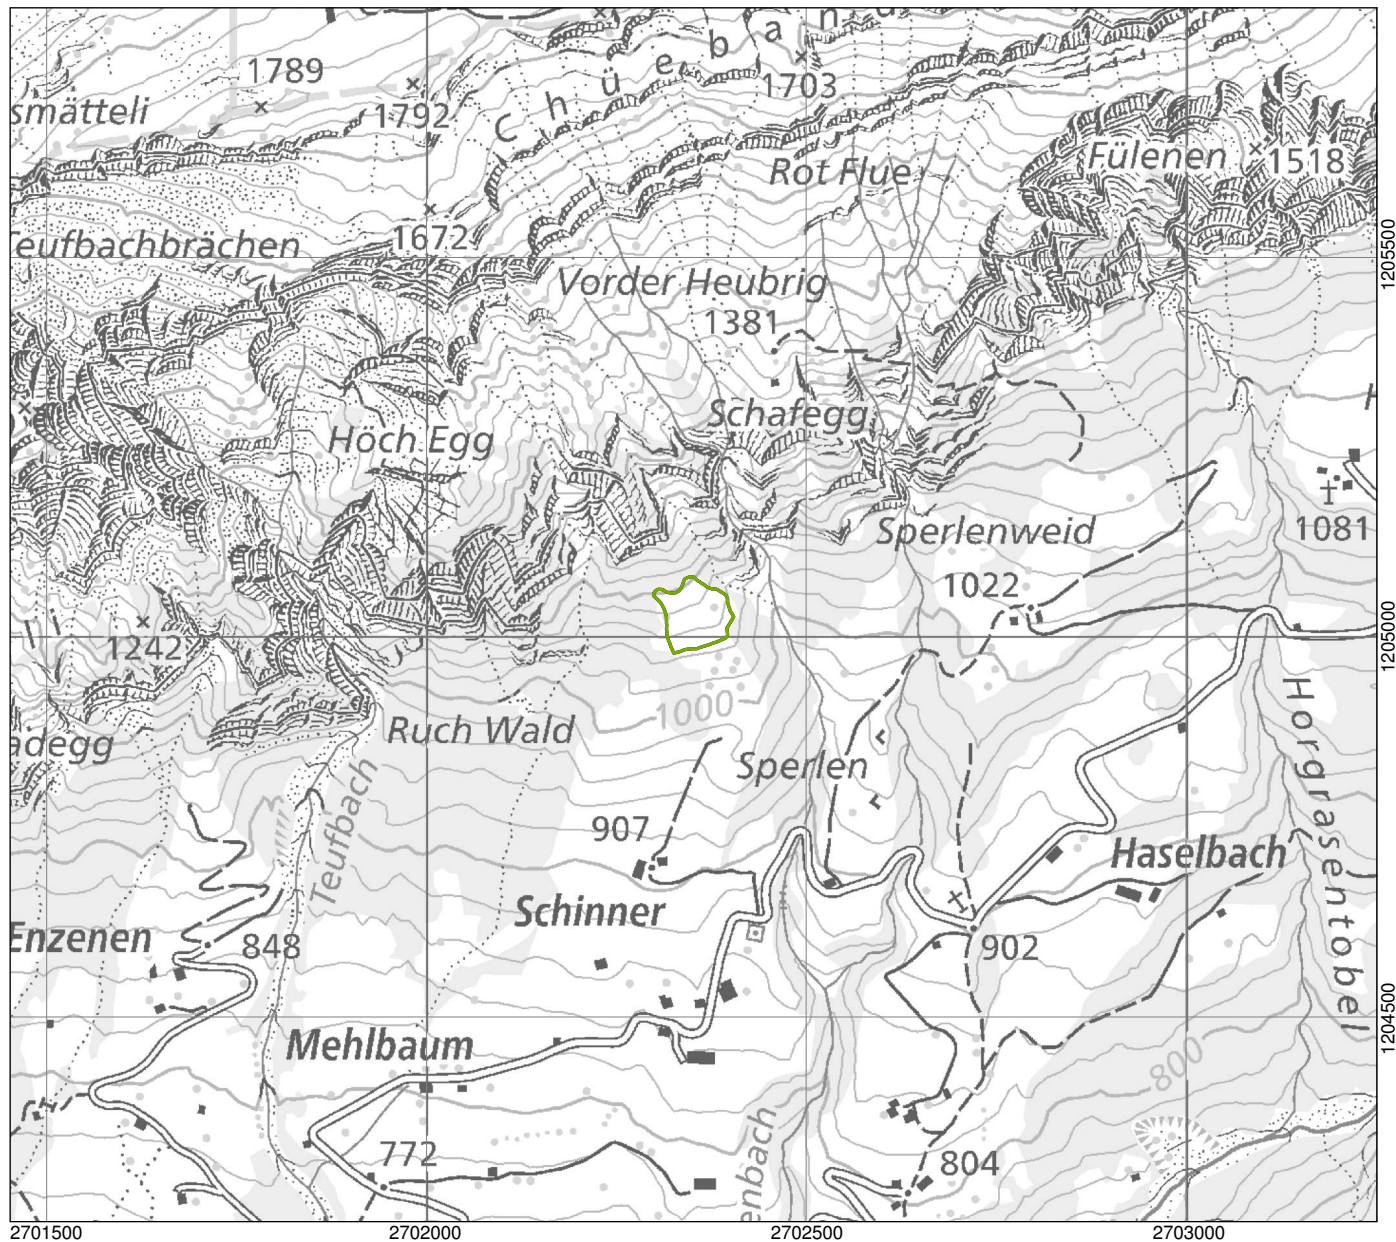 1789
smätteli
1792
Chüeband
1703
Rot Flue
Fülenen
1518
1672
Teufbachbrächen
Vorder Heubrig
1381
1205500
Höch Egg
Schafegg
Sperlenweid
1081
1022
1205000
1242
1000
Ruch Wald
adegg
Sperlen
Teufbach
907
Horgrasentobel
Haselbach
Schinner
Enzenen
848
902
1204500
Mehlbaum
800
772
804
enbach
2701500
2702000
2702500
2703000